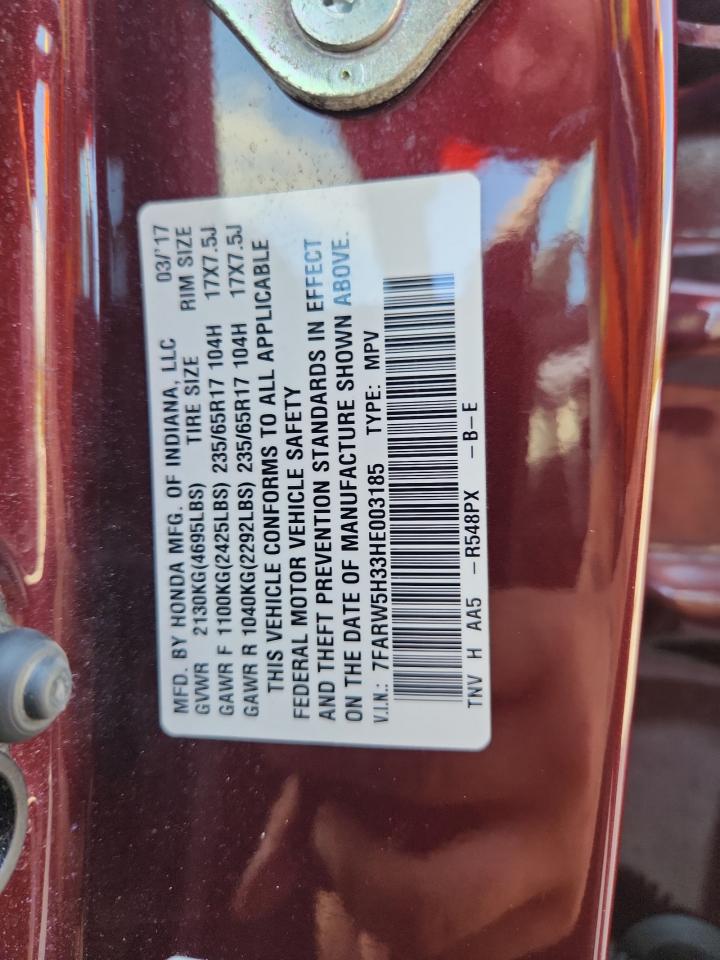 MFD. BY HONDA MFG. OF INDIANA, LLC 03/'17
GVWR 2130KG(4695LBS) TIRE SIZE RIM SIZE
GAWR F 1100KG(2425LBS) 235/65R17 104H 17X7.5J
GAWR R 1040KG(2292LBS) 235/65R17 104H 17X7.5J
THIS VEHICLE CONFORMS TO ALL APPLICABLE
FEDERAL MOTOR VEHICLE SAFETY
AND THEFT PREVENTION STANDARDS IN EFFECT
ON THE DATE OF MANUFACTURE SHOWN ABOVE.
V.I.N.: 7FARW5H33HE003185 TYPE: MPV
TNV H AA5 -R548PX -B-E